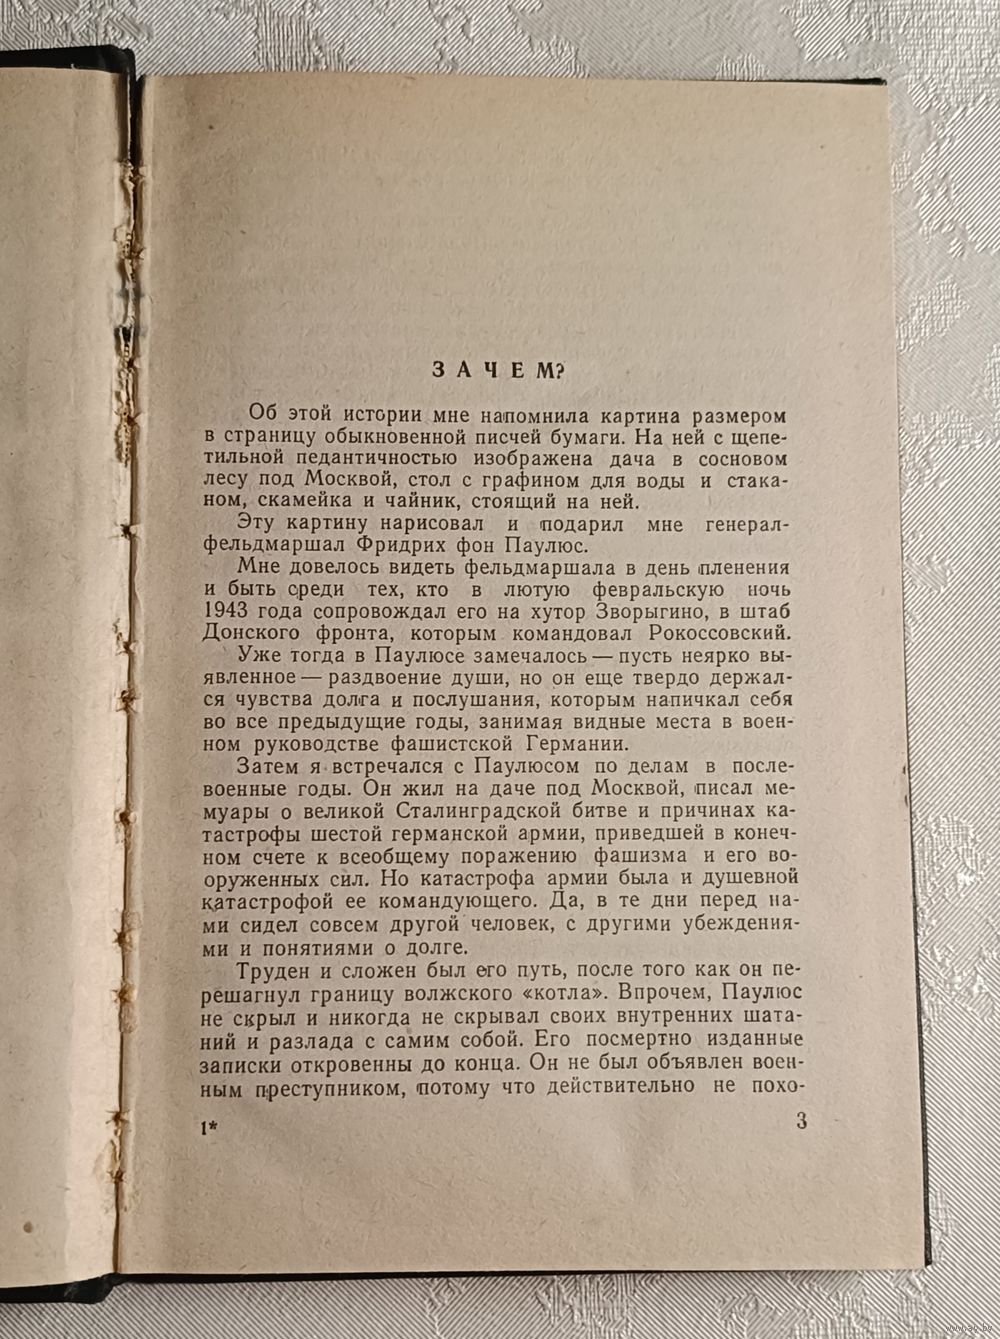 ЗАЧЕМ?
Об этой истории мне напомнила картина размером
в страницу обыкновенной писчей бумаги. На ней с щепе-
тильной педантичностью изображена дача в сосновом
лесу под Москвой, стол с графином для воды и стака-
ном, скамейка и чайник, стоящий на ней.
Эту картину нарисовал и подарил мне генерал-
фельдмаршал Фридрих фон Паулюс.
Мне довелось видеть фельдмаршала в день пленения
и быть среди тех, кто в лютую февральскую ночь
1943 года сопровождал его на хутор Зворыгино, в штаб
Донского фронта, которым командовал Рокоссовский.
Уже тогда в Паулюсе замечалось — пусть неярко вы-
явленное — раздвоение души, но он еще твердо держал-
ся чувства долга и послушания, которым напичкал себя
во все предыдущие годы, занимая видные места в воен-
ном руководстве фашистской Германии.
Затем я встречался с Паулюсом по делам в после-
военные годы. Он жил на даче под Москвой, писал ме-
муары о великой Сталинградской битве и причинах ка-
тастрофы шестой германской армии, приведшей в конеч-
ном счете к всеобщему поражению фашизма и его во-
оруженных сил. Но катастрофа армии была и душевной
катастрофой ее командующего. Да, в те дни перед на-
ми сидел совсем другой человек, с другими убеждения-
ми и понятиями о долге.
Труден и сложен был его путь, после того как он пе-
решагнул границу волжского «котла». Впрочем, Паулюс
не скрыл и никогда не скрывал своих внутренних шата-
ний и разлада с самим собой. Его посмертно изданные
записки откровенны до конца. Он не был объявлен воен-
ным преступником, потому что действительно не похо-
1*
3
www.ay.by